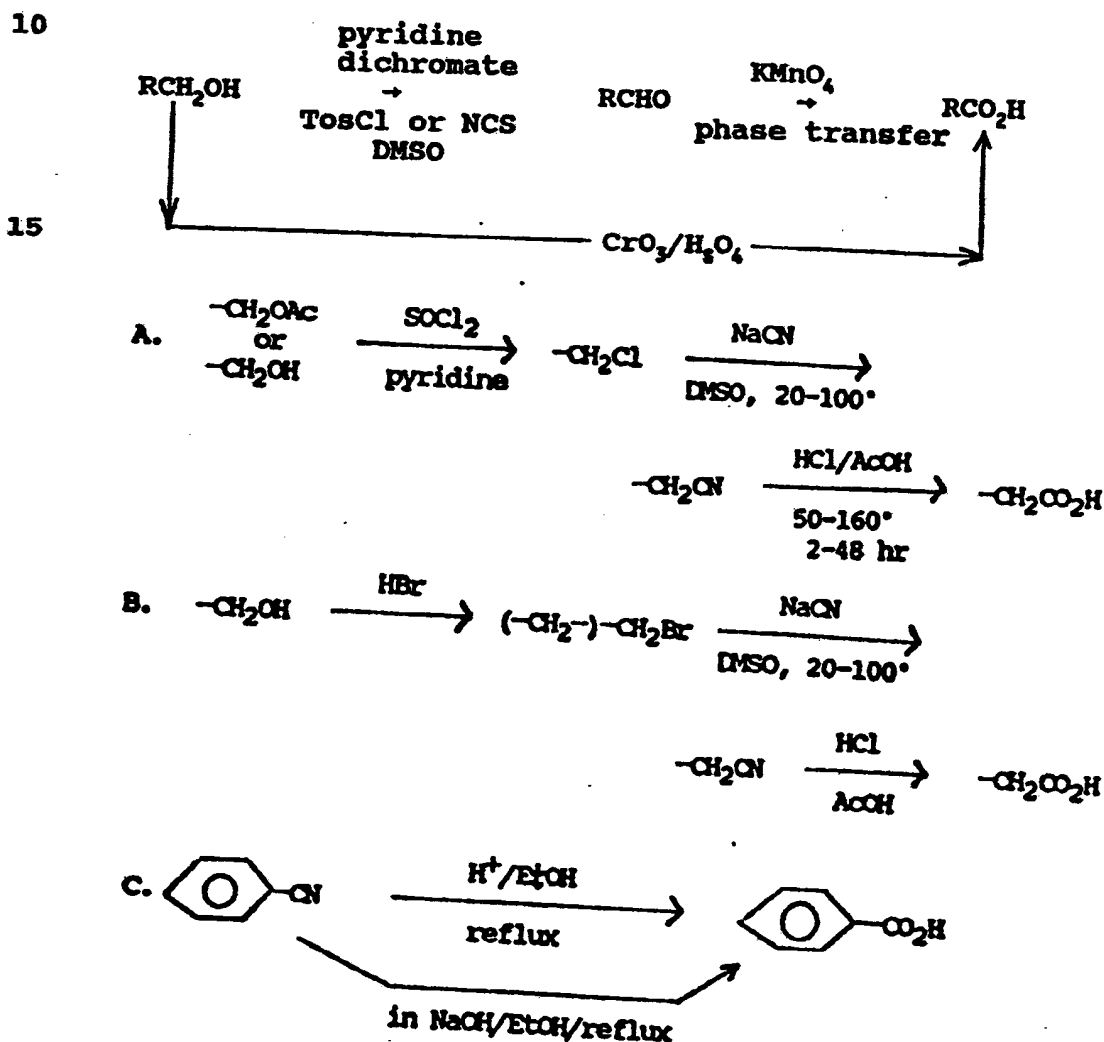 10
pyridine
dichromate
RCH₂OH → RCHO KMnO₄ → RCO₂H
TosCl or NCS phase transfer
DMSO
15
CrO₃/HₛO₄
A. -CH₂OAc or -CH₂OH SOCl₂ pyridine -CH₂Cl NaCN DMSO, 20-100°
-CH₂CN HCl/AcOH 50-160° 2-48 hr -CH₂CO₂H
B. -CH₂OH HBr (-CH₂-)-CH₂Br NaCN DMSO, 20-100°
-CH₂CN HCl AcOH -CH₂CO₂H
C. -CN H⁺/EtOH reflux -CO₂H
in NaOH/EtOH/reflux